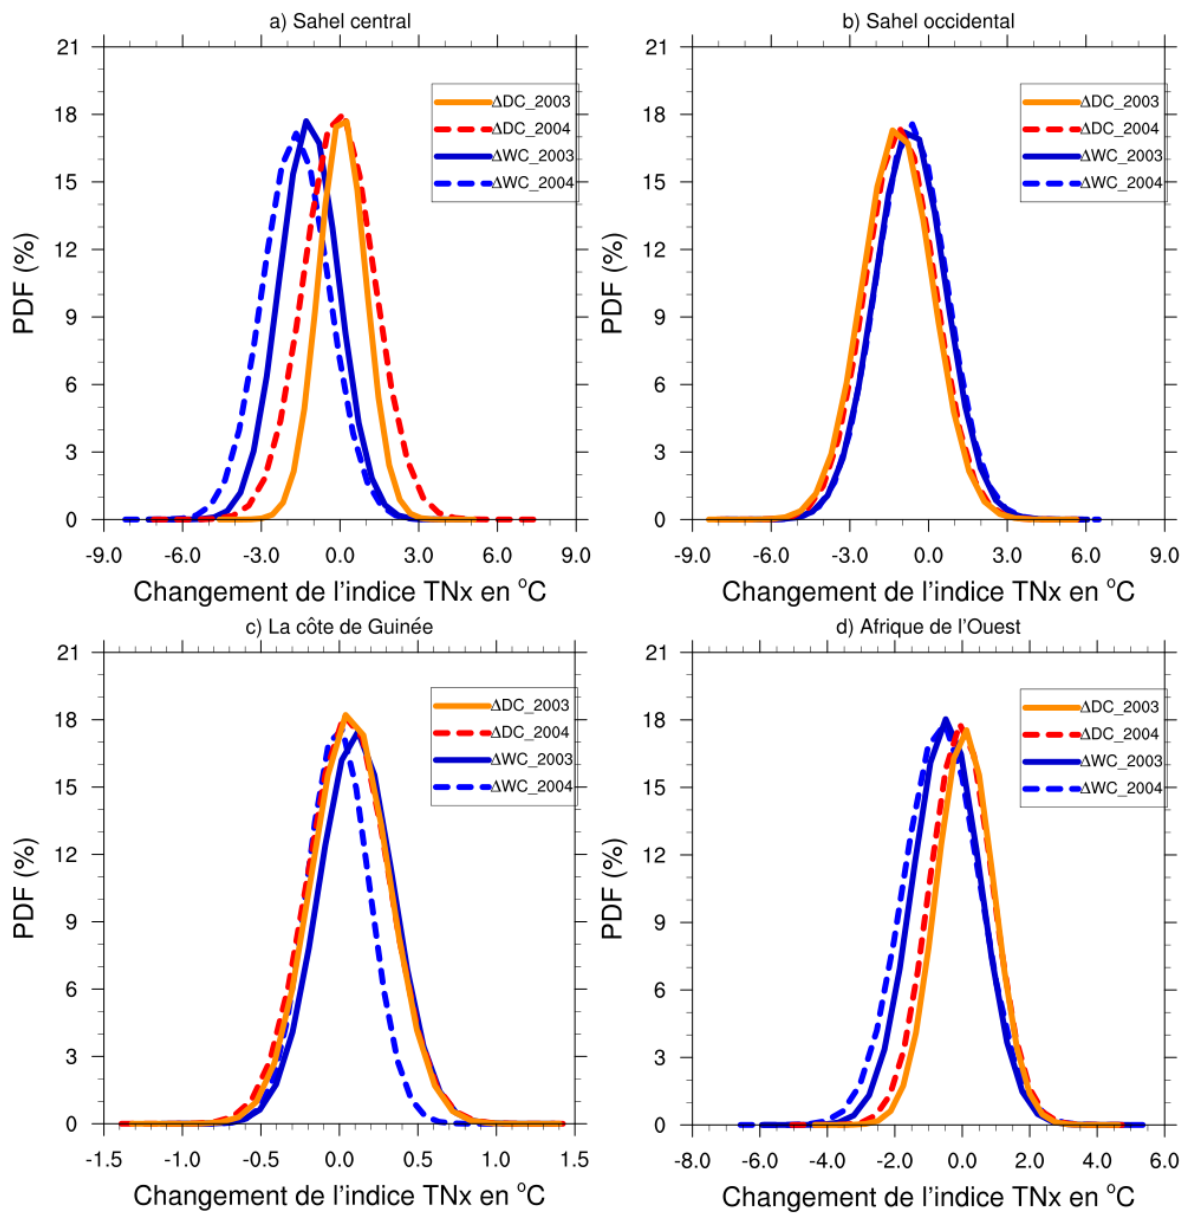 a) Sahel central
21
18
15
12
9
6
3
0
PDF (%)
ΔDC_2003
ΔDC_2004
ΔWC_2003
ΔWC_2004
-9.0 -6.0 -3.0 0.0 3.0 6.0 9.0
Changement de l'indice TNx en °C
b) Sahel occidental
21
18
15
12
9
6
3
0
PDF (%)
ΔDC_2003
ΔDC_2004
ΔWC_2003
ΔWC_2004
-9.0 -6.0 -3.0 0.0 3.0 6.0 9.0
Changement de l'indice TNx en °C
c) La côte de Guinée
21
18
15
12
9
6
3
0
PDF (%)
ΔDC_2003
ΔDC_2004
ΔWC_2003
ΔWC_2004
-1.5 -1.0 -0.5 0.0 0.5 1.0 1.5
Changement de l'indice TNx en °C
d) Afrique de l'Ouest
21
18
15
12
9
6
3
0
PDF (%)
ΔDC_2003
ΔDC_2004
ΔWC_2003
ΔWC_2004
-8.0 -6.0 -4.0 -2.0 0.0 2.0 4.0 6.0
Changement de l'indice TNx en °C